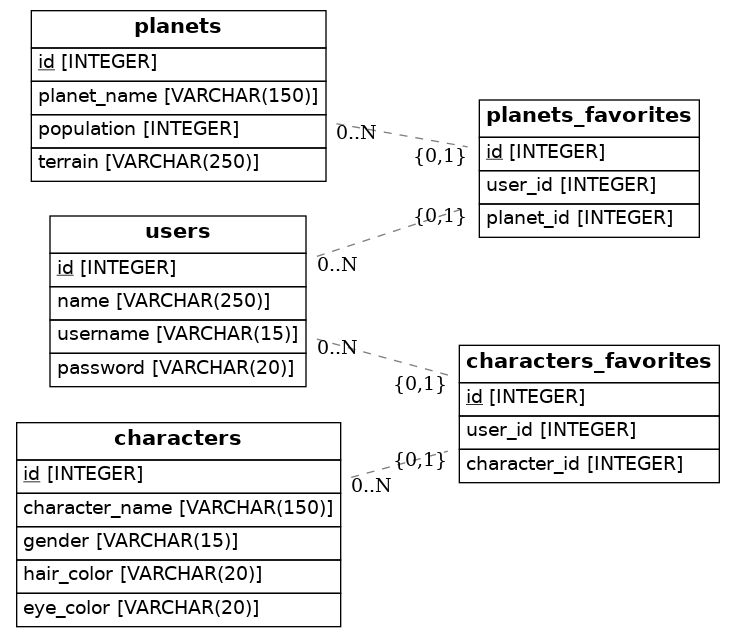 planets
id [INTEGER]
planet_name [VARCHAR(150)]
population [INTEGER]
terrain [VARCHAR(250)]
0..N
{0,1}
planets_favorites
id [INTEGER]
user_id [INTEGER]
planet_id [INTEGER]
users
id [INTEGER]
name [VARCHAR(250)]
username [VARCHAR(15)]
password [VARCHAR(20)]
{0,1}
0..N
0..N
{0,1}
characters_favorites
id [INTEGER]
user_id [INTEGER]
character_id [INTEGER]
characters
id [INTEGER]
character_name [VARCHAR(150)]
gender [VARCHAR(15)]
hair_color [VARCHAR(20)]
eye_color [VARCHAR(20)]
{0,1}
0..N